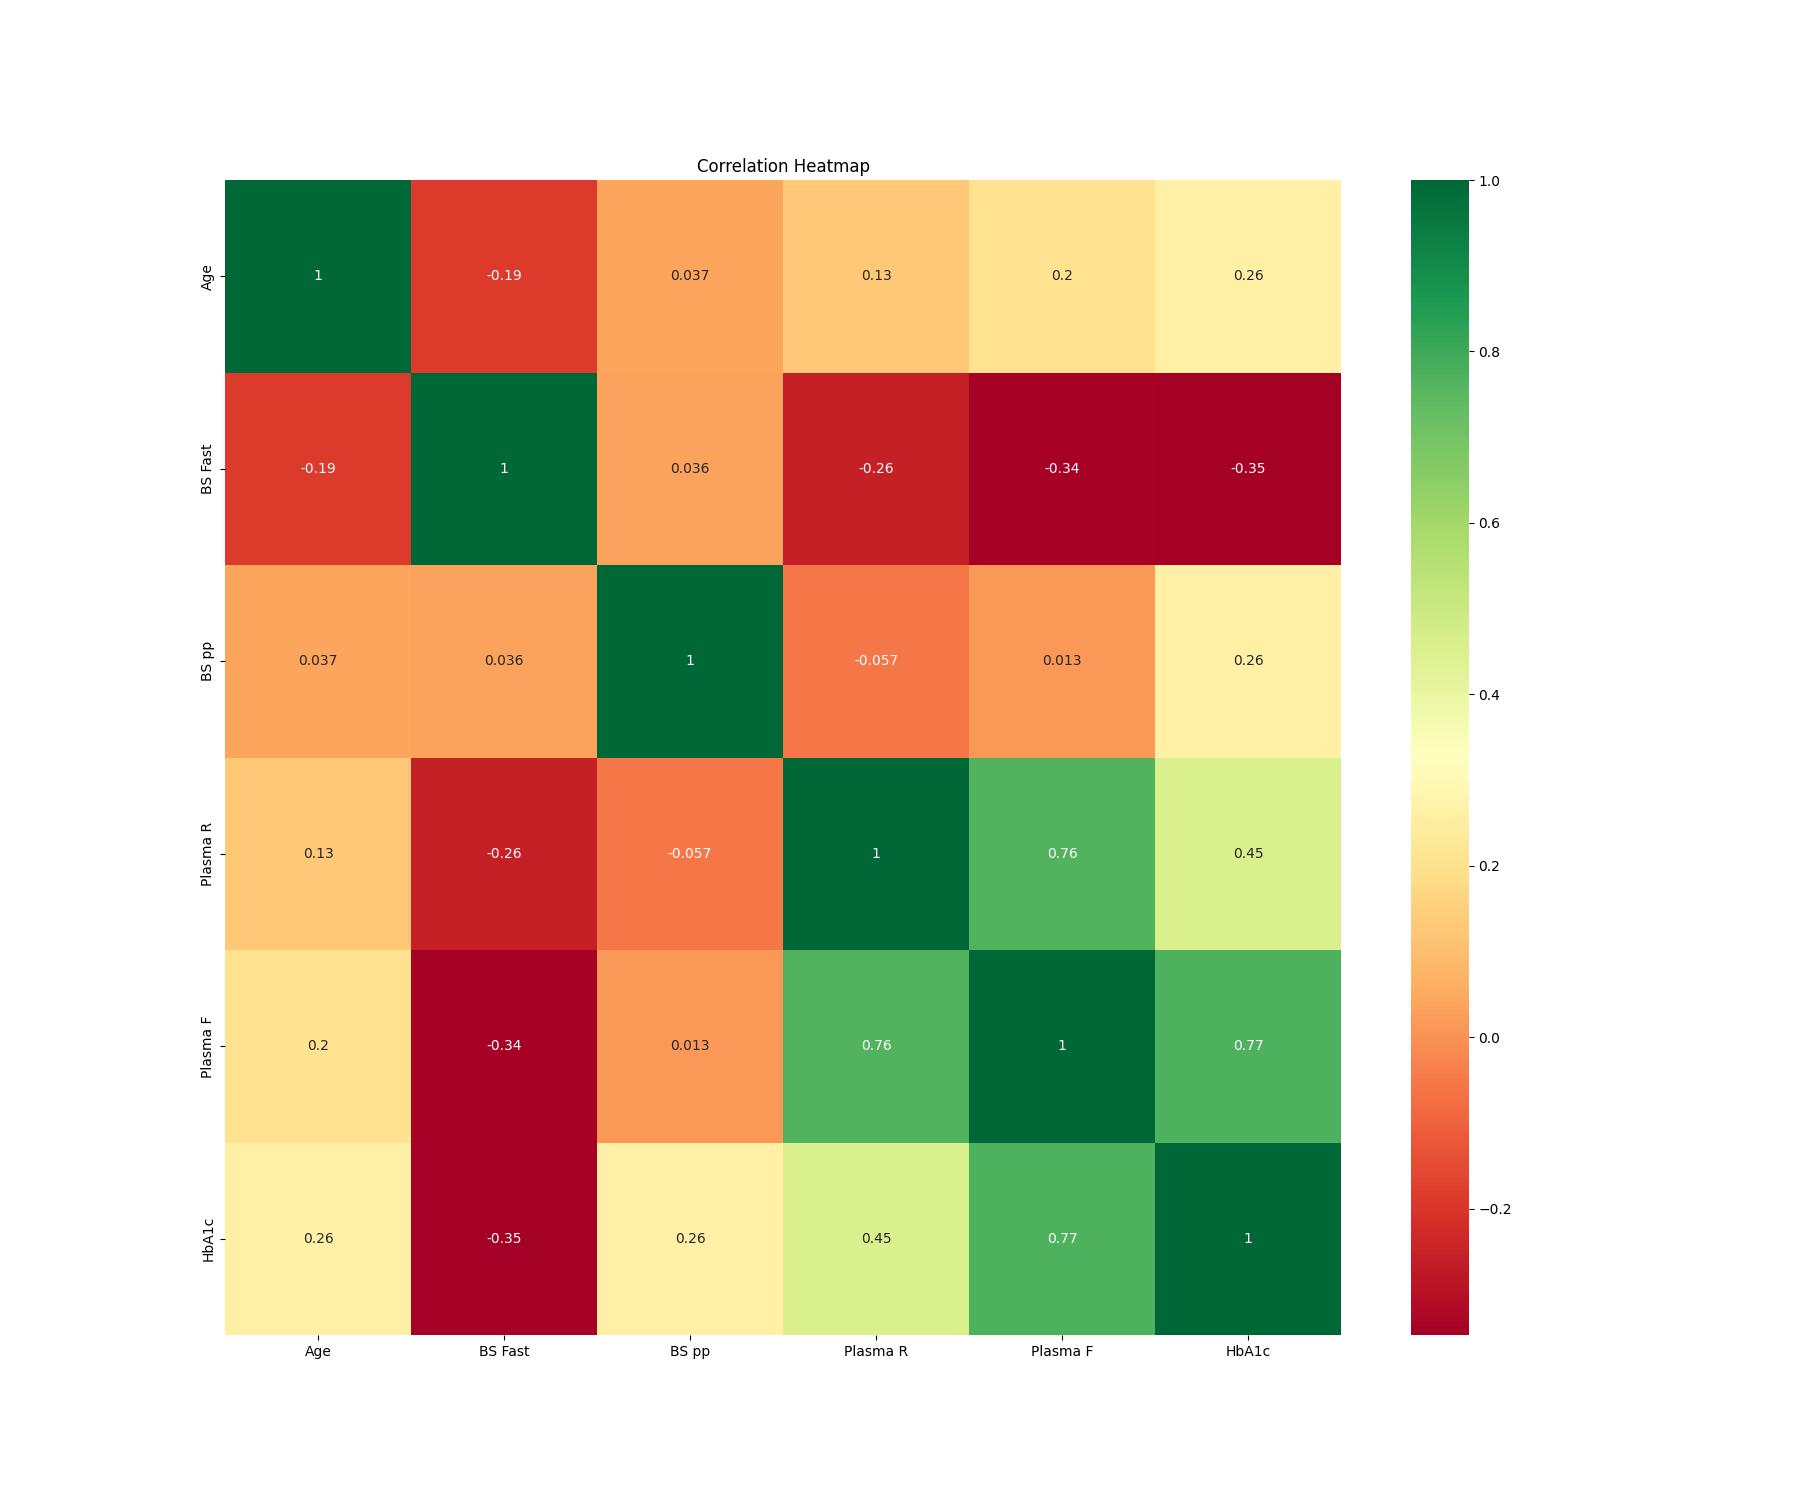 Correlation Heatmap
Age 1 -0.19 0.037 0.13 0.2 0.26
BS Fast -0.19 1 0.036 -0.26 -0.34 -0.35
BS pp 0.037 0.036 1 -0.057 0.013 0.26
Plasma R 0.13 -0.26 -0.057 1 0.76 0.45
Plasma F 0.2 -0.34 0.013 0.76 1 0.77
HbA1c 0.26 -0.35 0.26 0.45 0.77 1
Age BS Fast BS pp Plasma R Plasma F HbA1c
1.0
0.8
0.6
0.4
0.2
0.0
−0.2